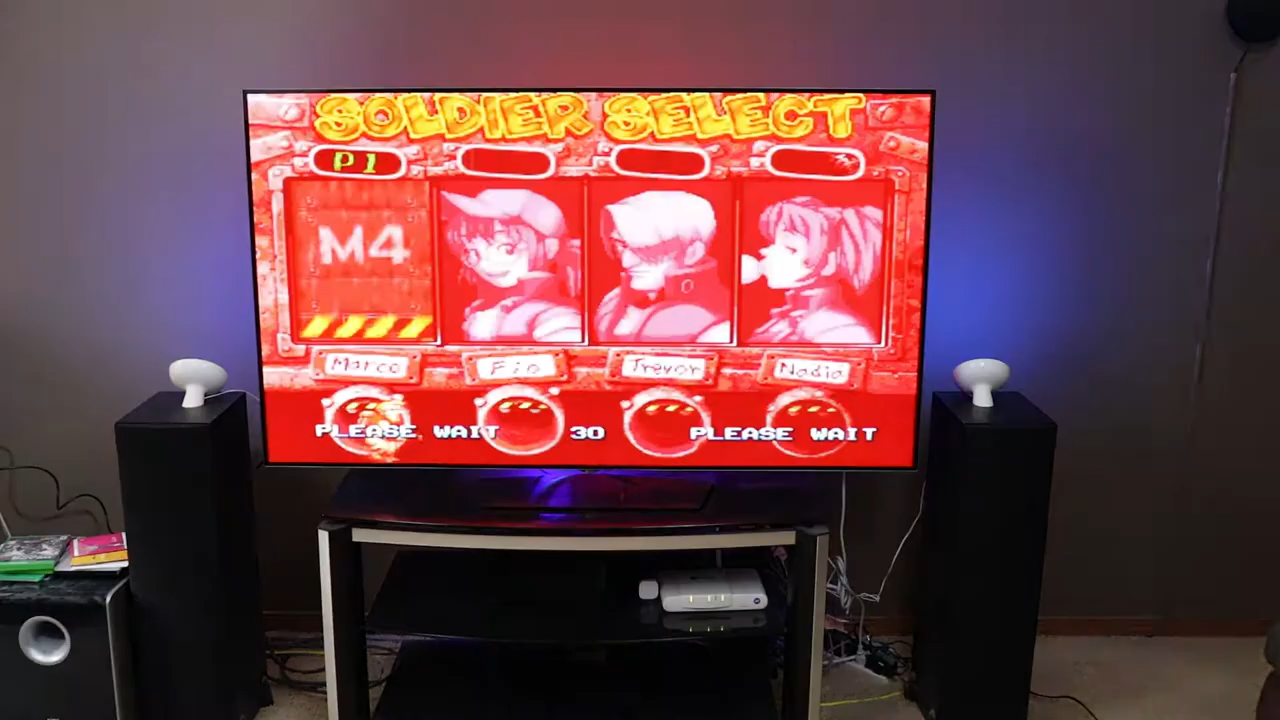 SOLDIER SELECT
P1
M4
Marco Fio Trevor Nadia
PLEASE WAIT 30 PLEASE WAIT